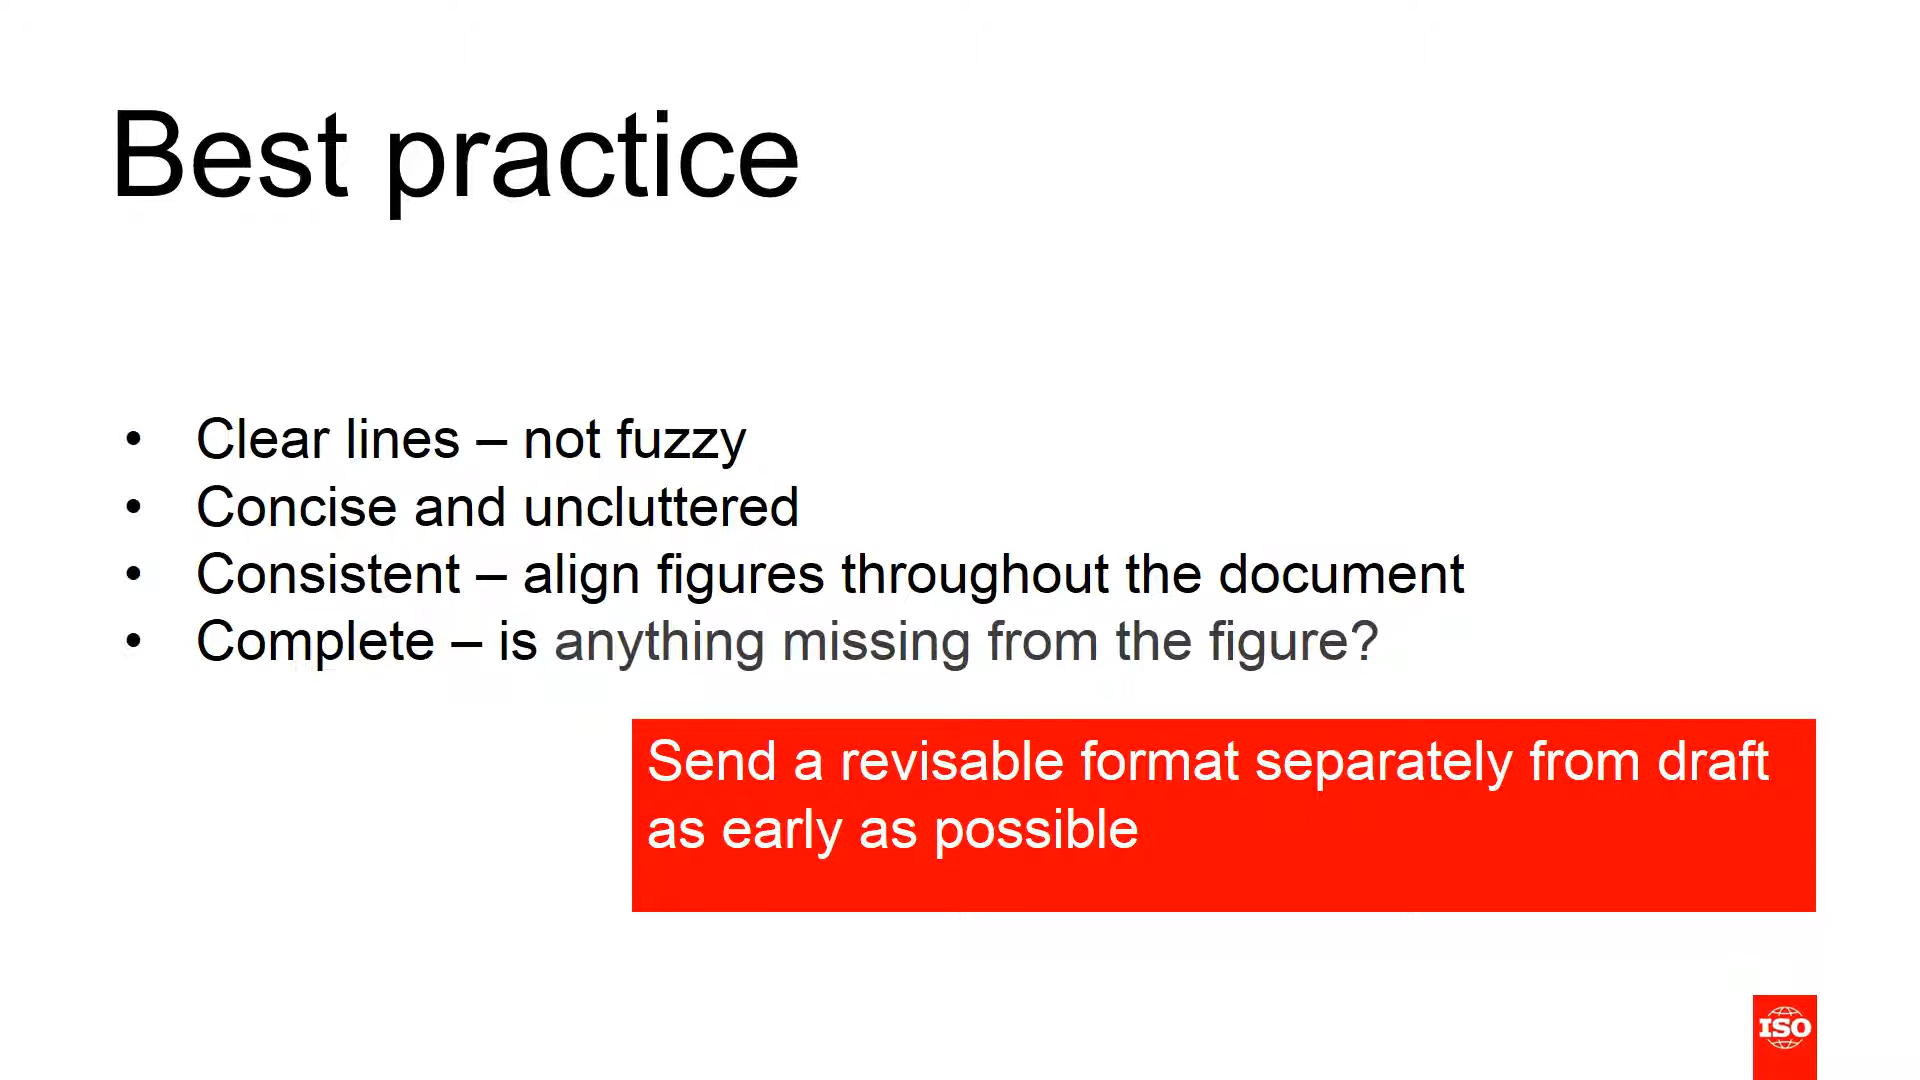 Best practice
• Clear lines – not fuzzy
• Concise and uncluttered
• Consistent – align figures throughout the document
• Complete – is anything missing from the figure?
Send a revisable format separately from draft
as early as possible
ISO